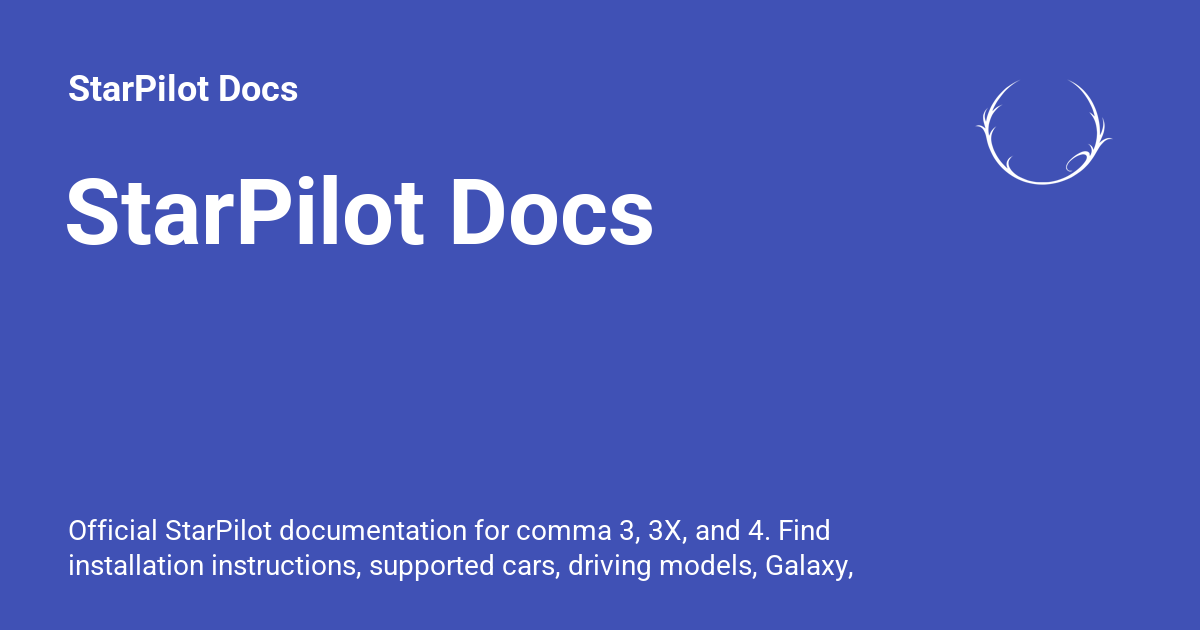 StarPilot Docs
StarPilot Docs
Official StarPilot documentation for comma 3, 3X, and 4. Find
installation instructions, supported cars, driving models, Galaxy,